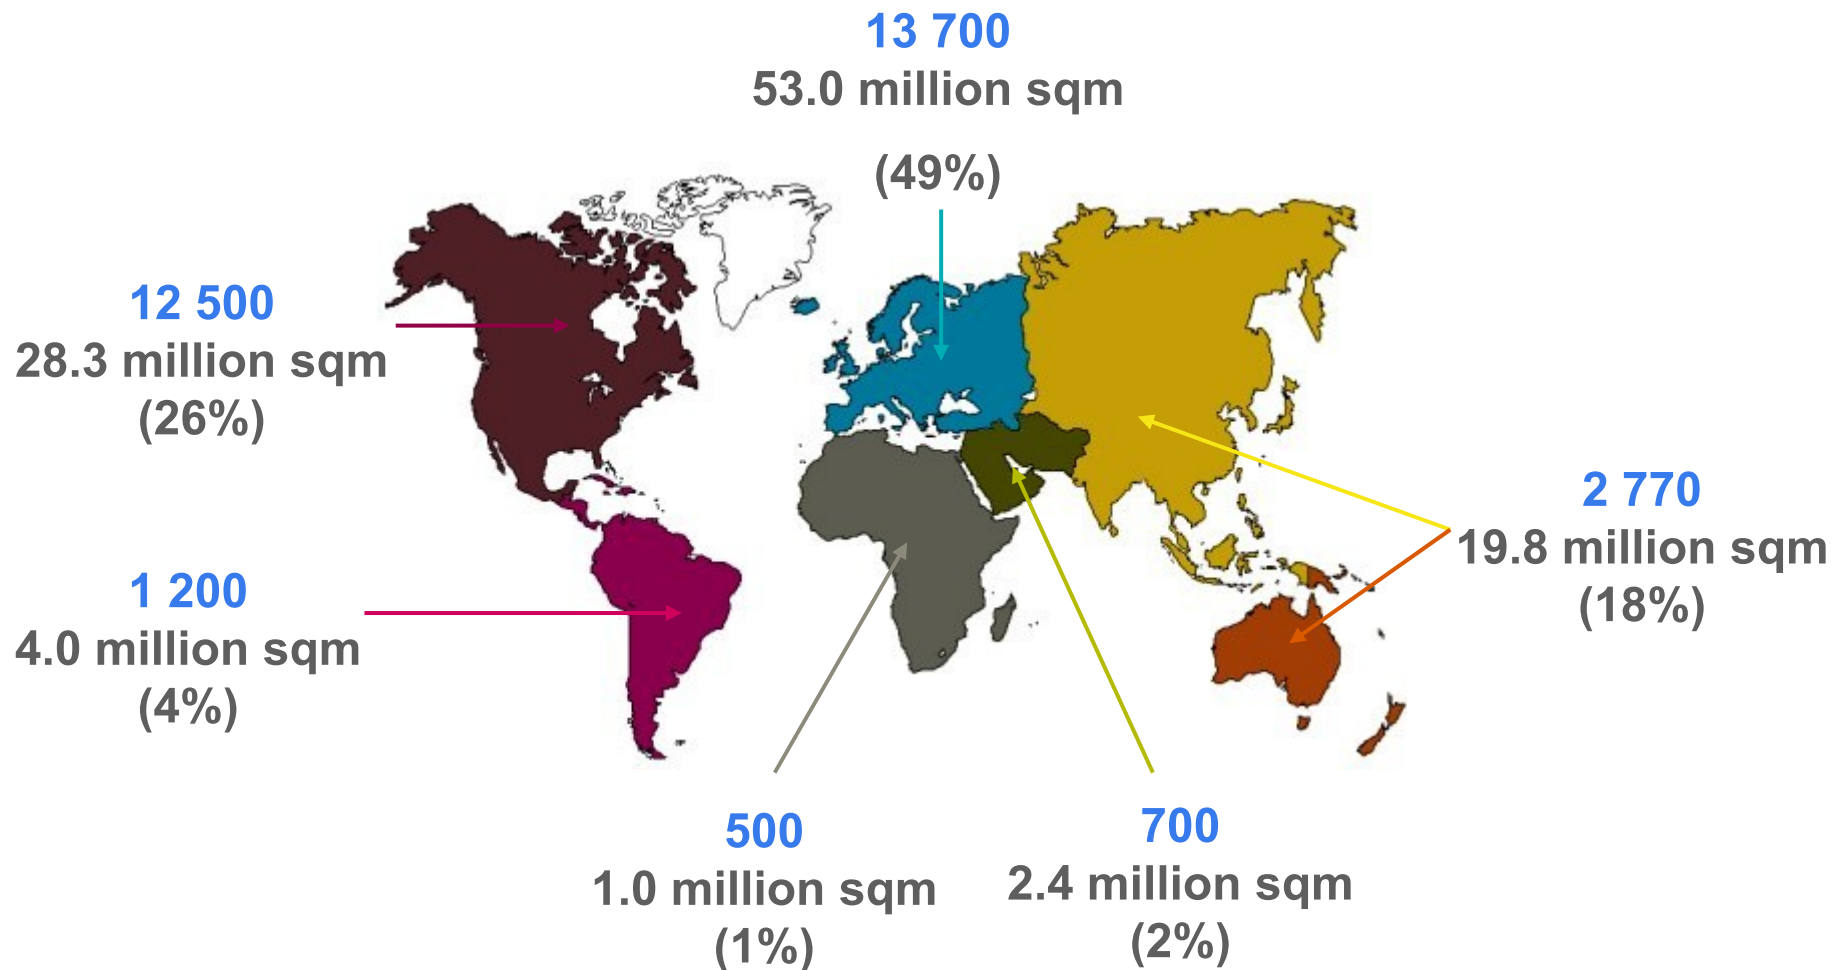 13 700
53.0 million sqm
(49%)
12 500
28.3 million sqm
(26%)
2 770
19.8 million sqm
(18%)
1 200
4.0 million sqm
(4%)
500
1.0 million sqm
(1%)
700
2.4 million sqm
(2%)